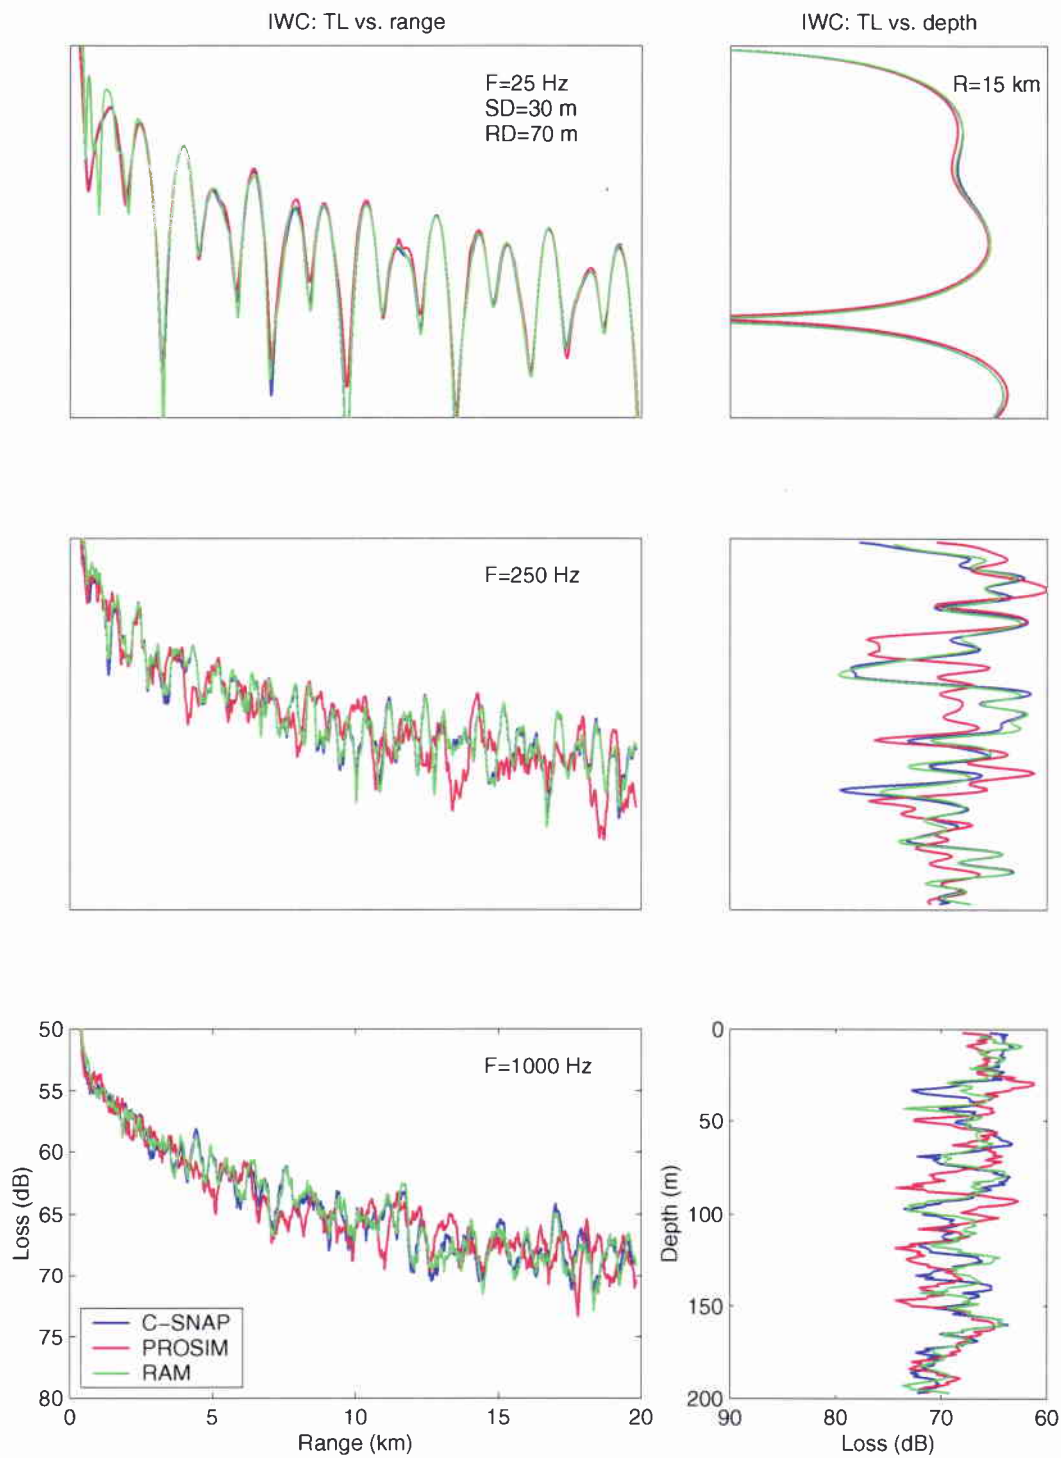 IWC: TL vs. range
IWC: TL vs. depth
F=25 Hz
SD=30 m
RD=70 m
R=15 km
F=250 Hz
F=1000 Hz
50
55
60
65
70
75
80
Loss (dB)
C-SNAP
PROSIM
RAM
0
5
10
15
20
Range (km)
0
50
100
150
200
Depth (m)
90
80
70
60
Loss (dB)